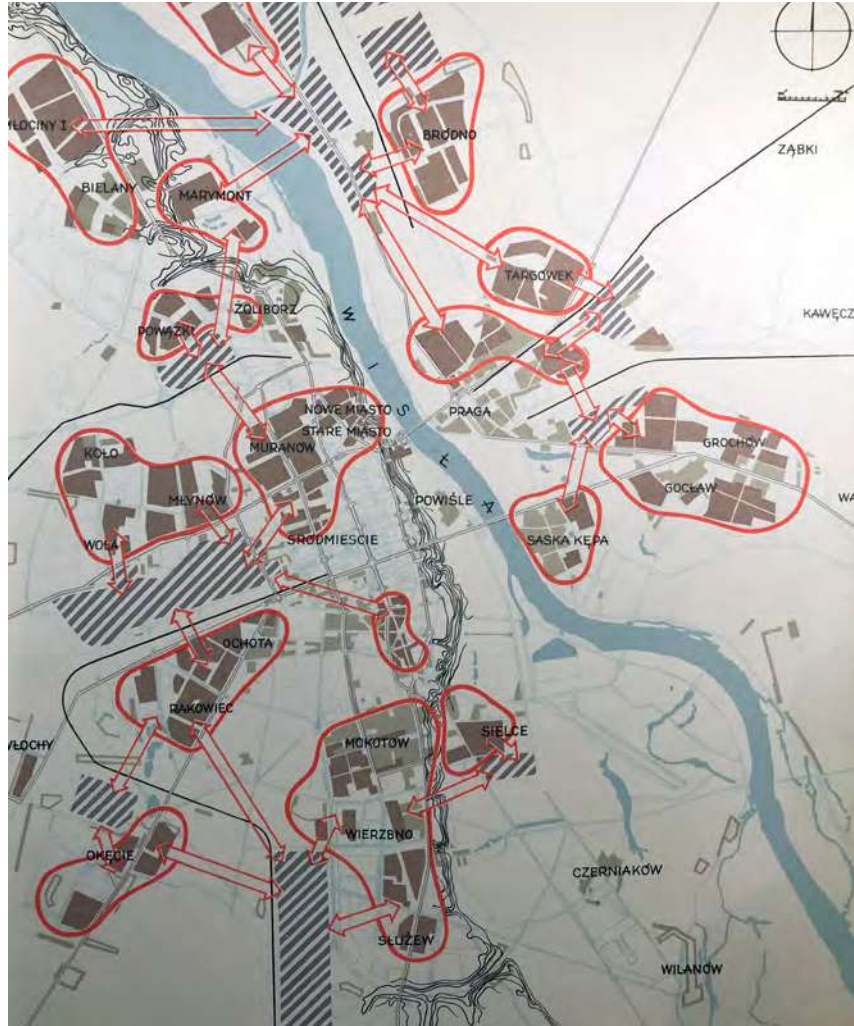 MŁOCINY I
BIELANY
MARYMONT
BRÓDNO
ZĄBKI
TARGÓWEK
KAWĘCZ
POWĄZKI
ŻOLIBORZ
W I S Ł A
NOWE MIASTO
STARE MIASTO
MURANÓW
PRAGA
GROCHÓW
GOCŁAW
WA
KOŁO
MŁYNÓW
WOLA
POWIŚLE
ŚRÓDMIEŚCIE
SASKA KĘPA
OCHOTA
RAKOWIEC
WŁOCHY
MOKOTÓW
SIELCE
WIERZBNO
OKĘCIE
CZERNIAKÓW
SŁUŻEW
WILANÓW